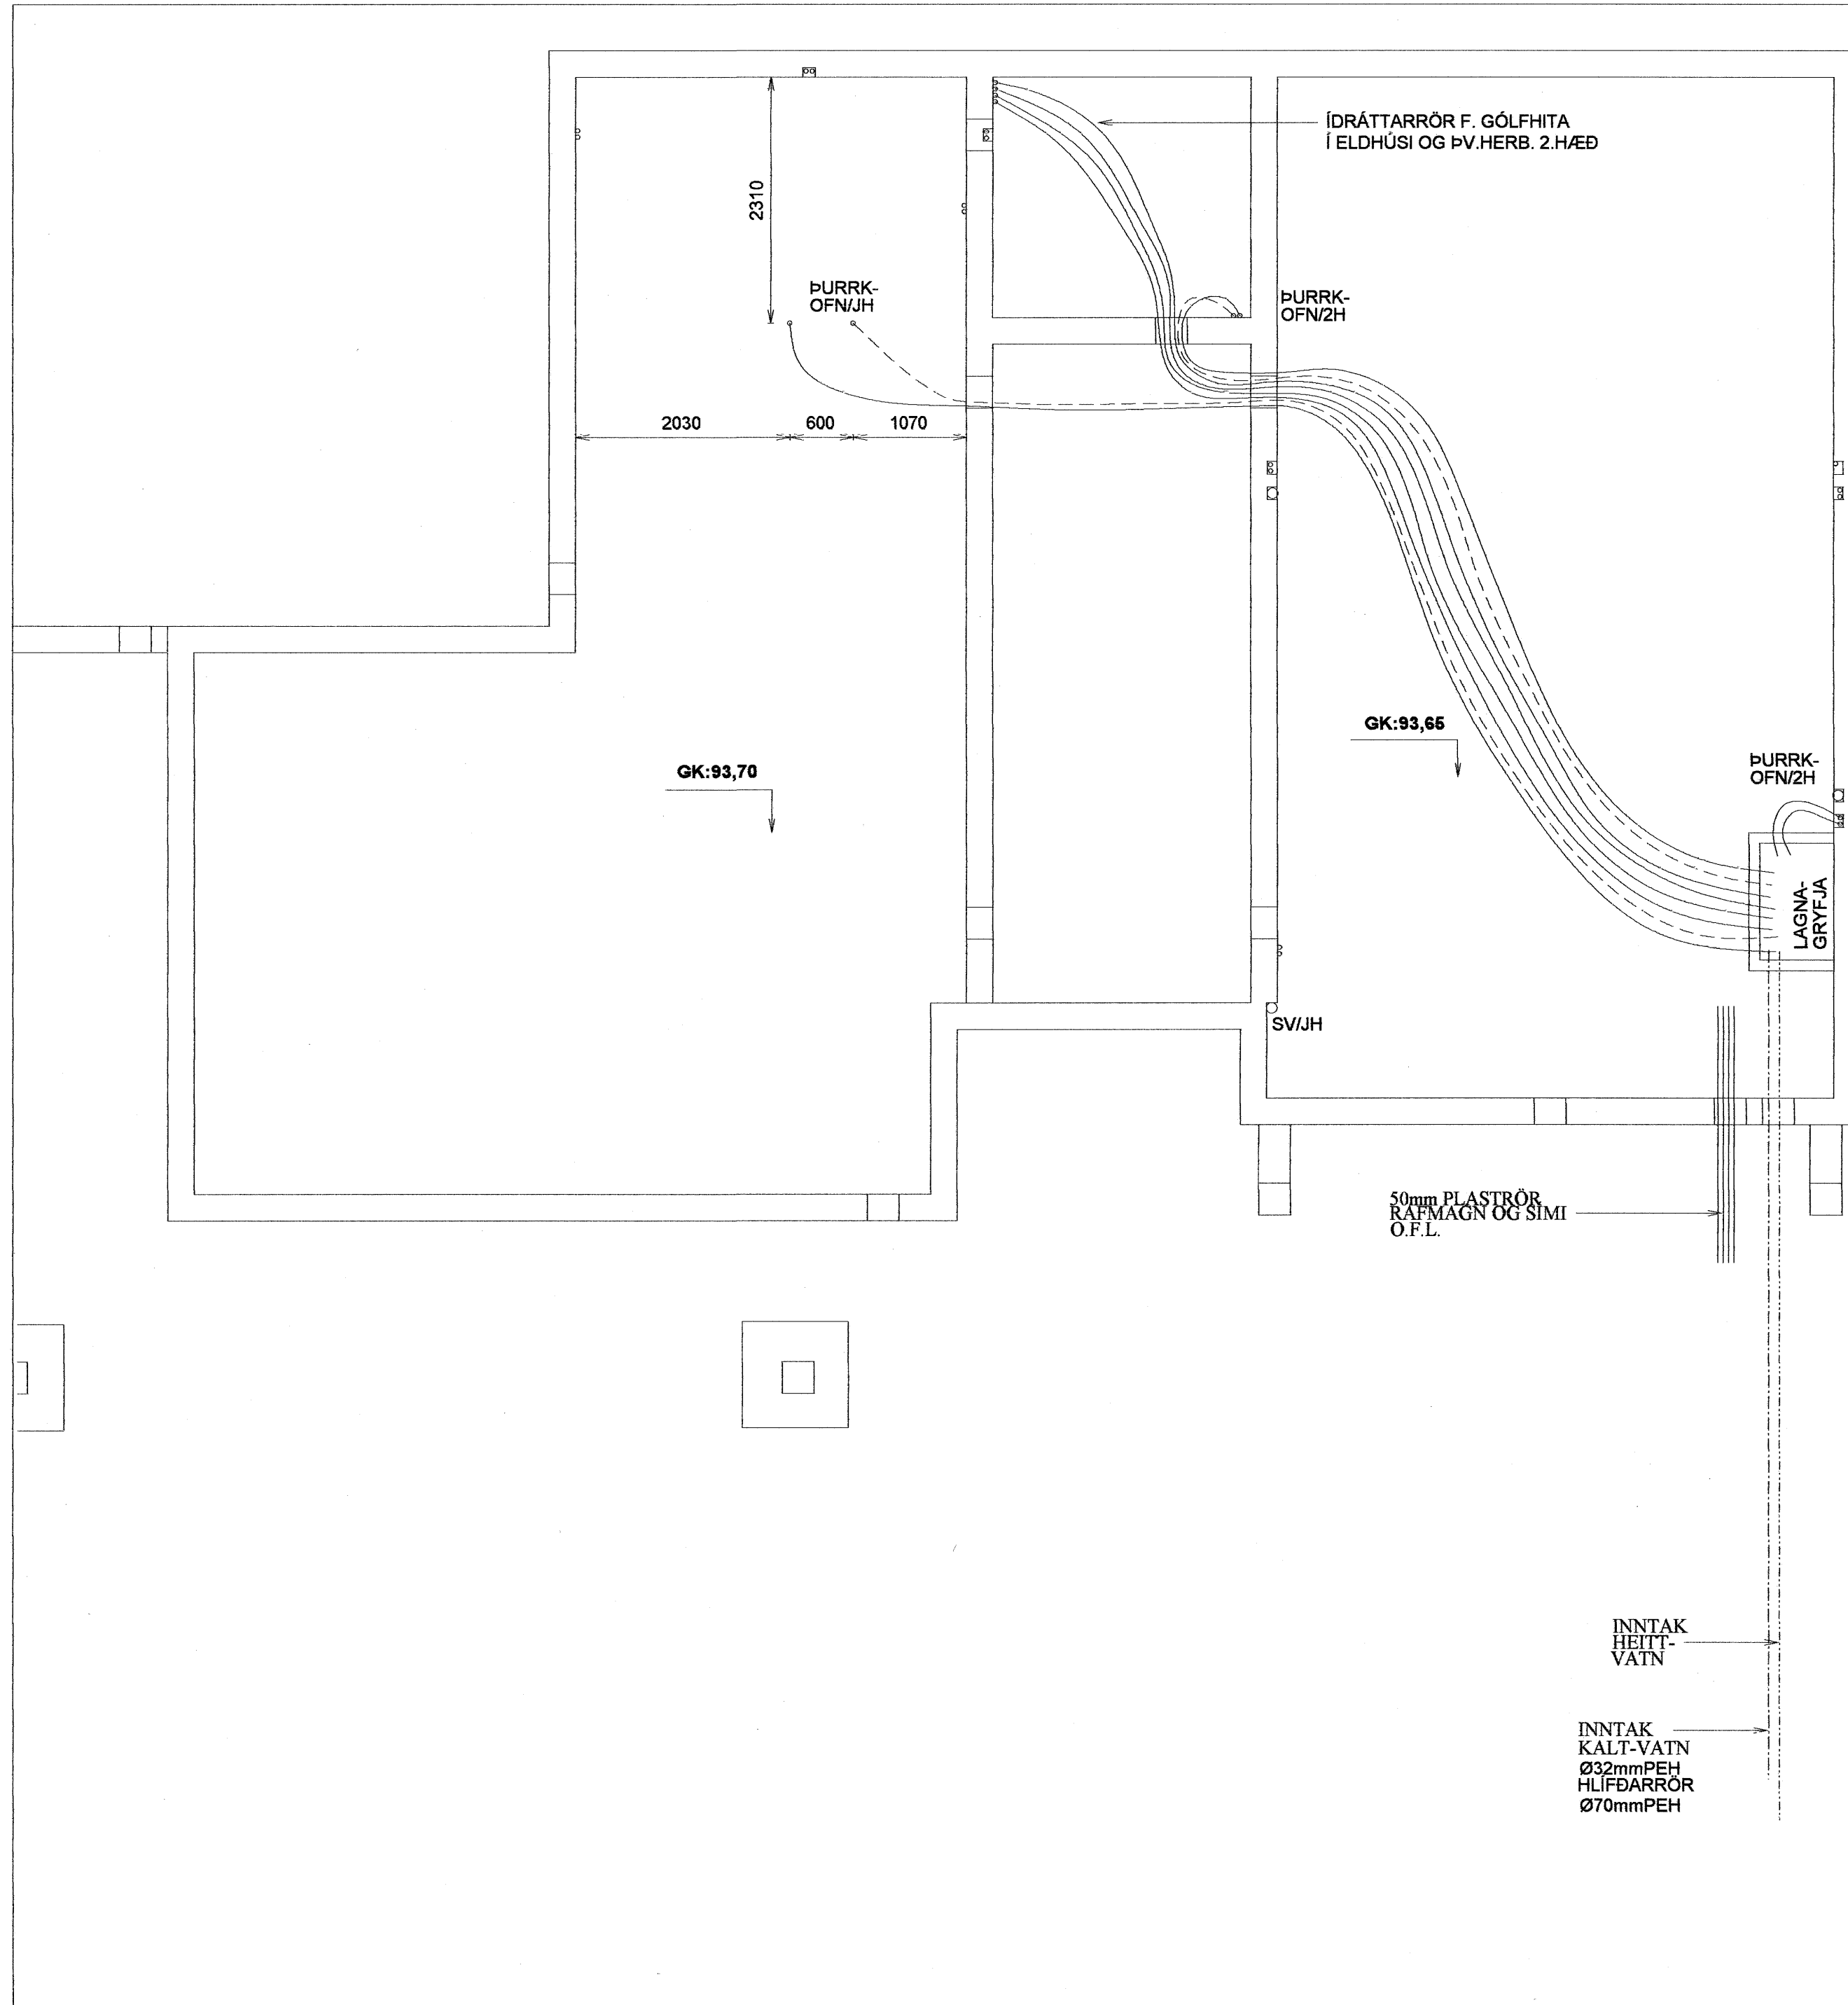 ÍDRÁTTARRÖR F. GÓLFHITA
Í ELDHÚSI OG ÞV.HERB. 2.HÆÐ
2310
ÞURRK-
OFN/JH
ÞURRK-
OFN/2H
2030
600
1070
GK:93,65
GK:93,70
ÞURRK-
OFN/2H
LAGNA-
GRYFJA
SV/JH
50mm PLASTRÖR
RAFMAGN OG SÍMI
O.F.L.
INNTAK
HEITT-
VATN
INNTAK
KALT-VATN
Ø32mmPEH
HLÍFÐARRÖR
Ø70mmPEH